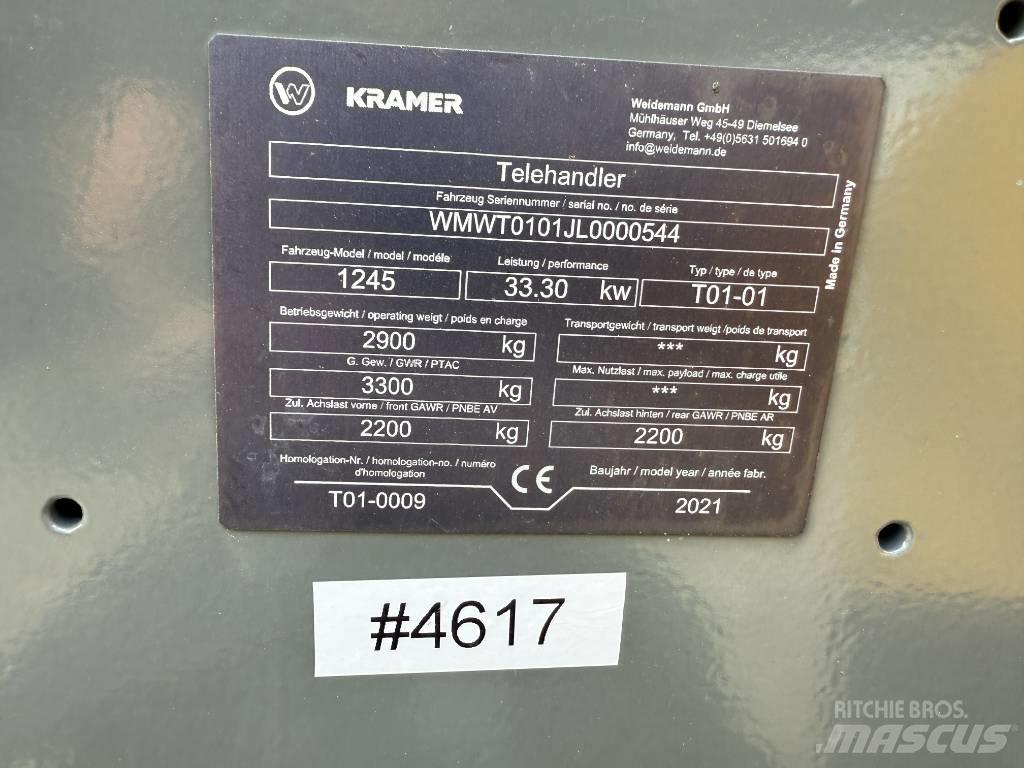 KRAMER
Weidemann GmbH
Mühlhäuser Weg 45-49 Diemelsee
Germany, Tel. +49(0)5631 501694 0
info@weidemann.de
Telehandler
Fahrzeug Seriennummer / serial no. / no. de série
WMWT0101JL0000544
Made in Germany
Fahrzeug-Model / model / modéle
Leistung / performance
Typ / type / de type
1245
33.30 kw
T01-01
Betriebsgewicht / operating weigt / poids en charge
Transportgewicht / transport weigt /poids de transport
2900 kg
*** kg
G. Gew. / GWR / PTAC
Max. Nutzlast / max. payload / max. charge utile
3300 kg
*** kg
Zul. Achslast vorne / front GAWR / PNBE AV
Zul. Achslast hinten / rear GAWR / PNBE AR
2200 kg
2200 kg
Homologation-Nr. / homologation-no. / numéro
d'homologation
CE
Baujahr / model year / année fabr.
T01-0009
2021
#4617
RITCHIE BROS.
MASCUS